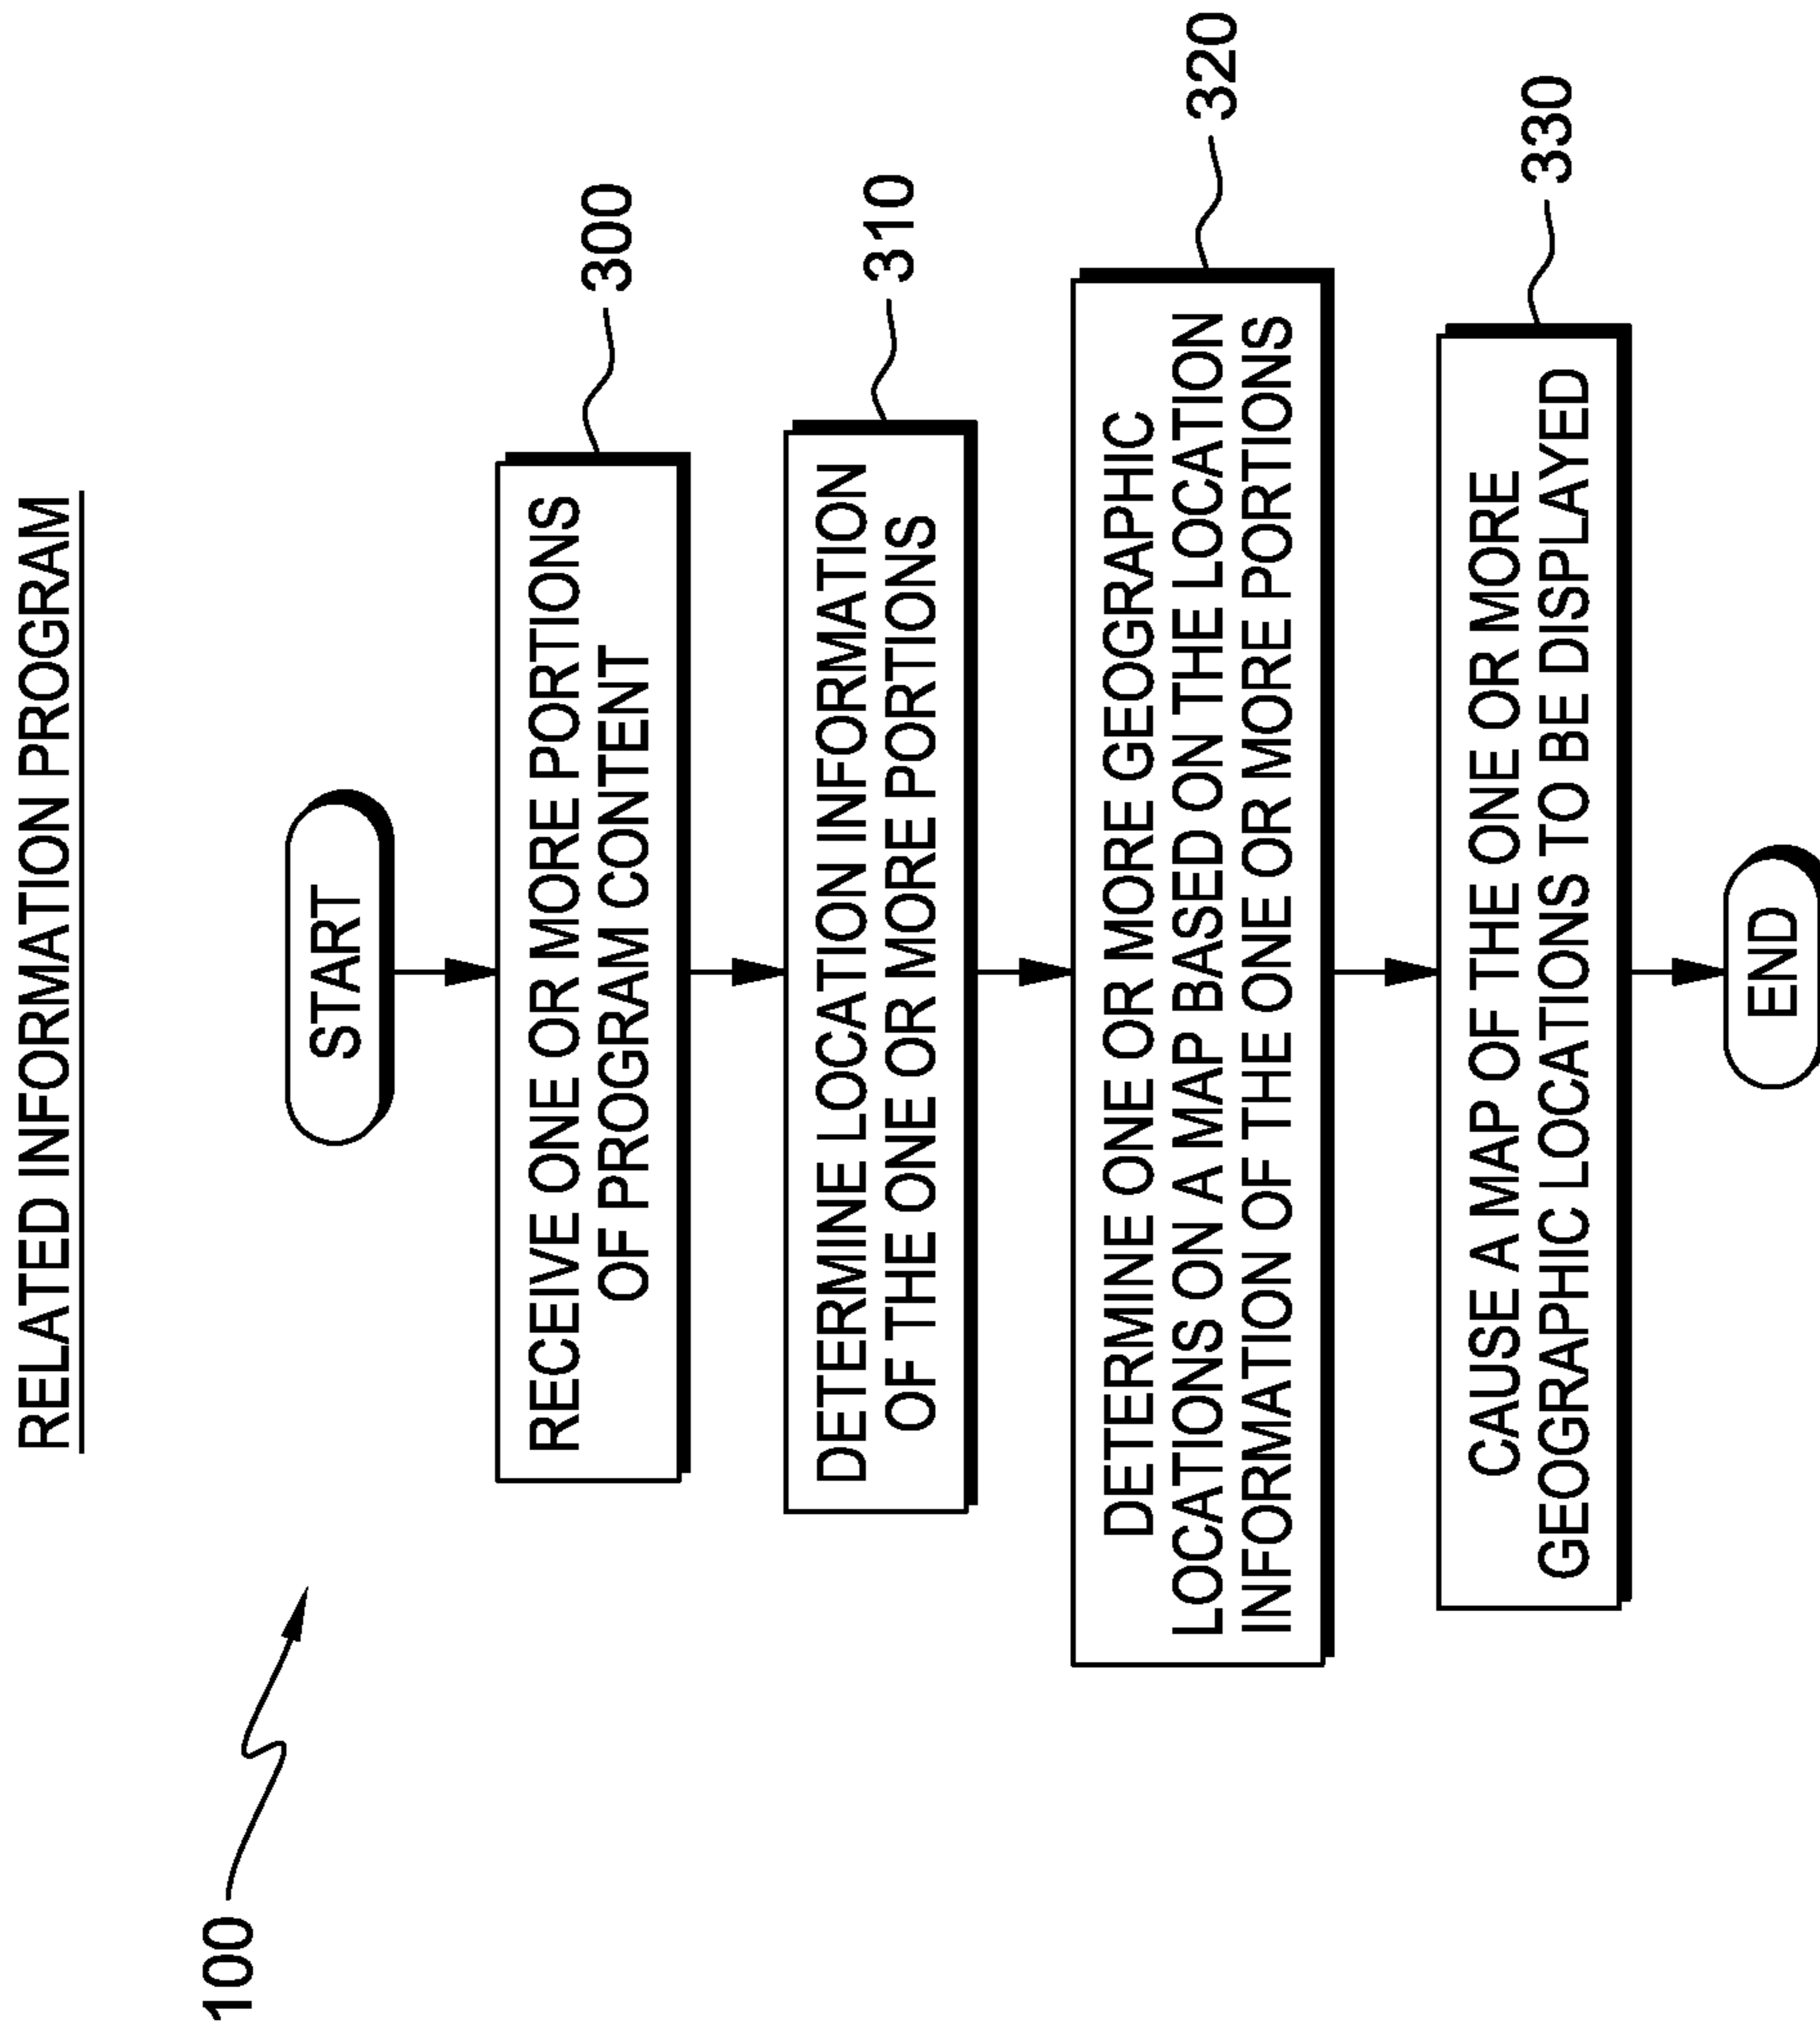 RELATED INFORMATION PROGRAM
100
START
RECEIVE ONE OR MORE PORTIONS
OF PROGRAM CONTENT
300
DETERMINE LOCATION INFORMATION
OF THE ONE OR MORE PORTIONS
310
DETERMINE ONE OR MORE GEOGRAPHIC
LOCATIONS ON A MAP BASED ON THE LOCATION
INFORMATION OF THE ONE OR MORE PORTIONS
320
CAUSE A MAP OF THE ONE OR MORE
GEOGRAPHIC LOCATIONS TO BE DISPLAYED
330
END